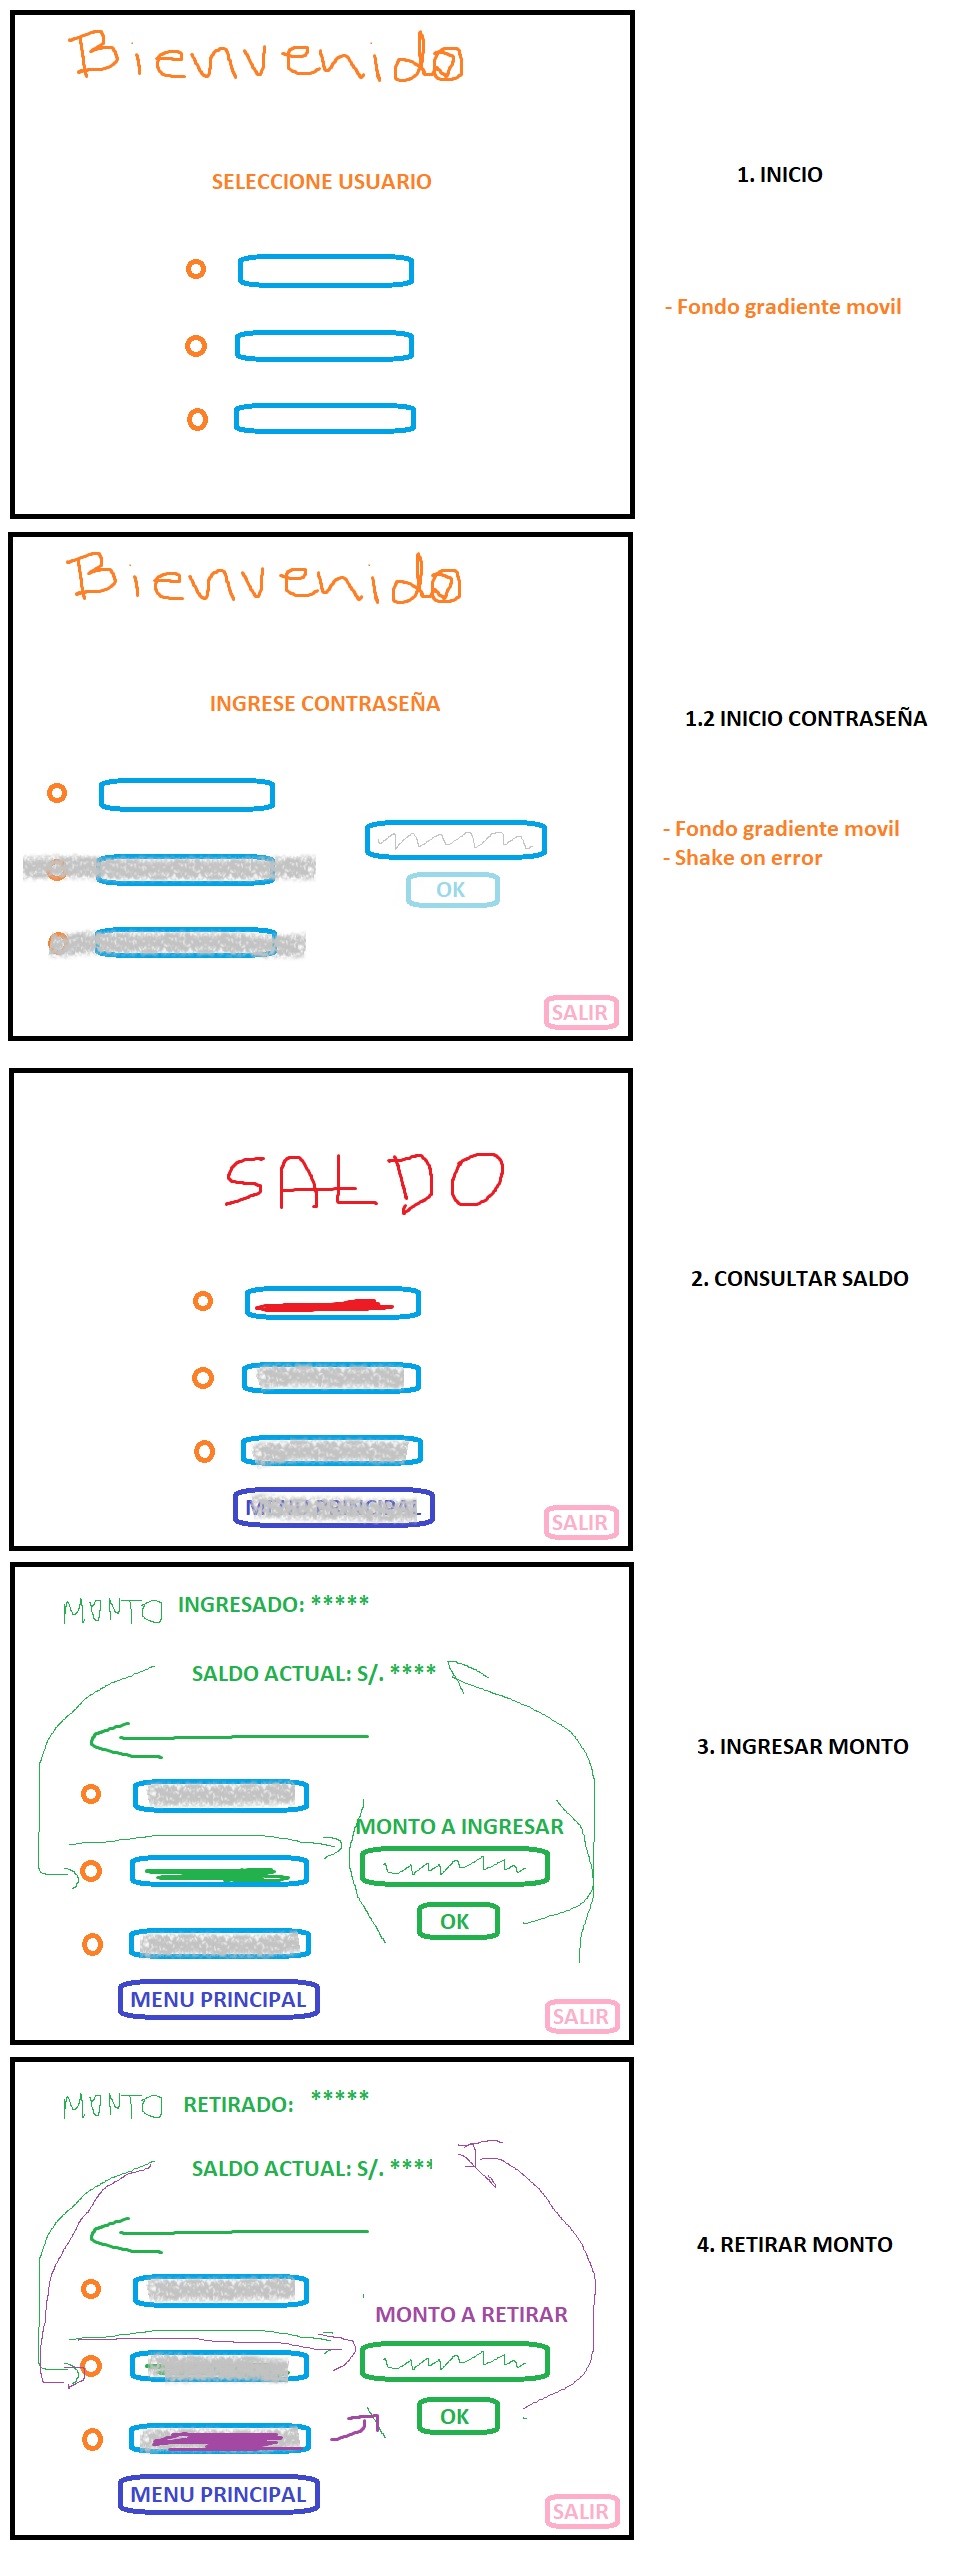 Bienvenido
SELECCIONE USUARIO
1. INICIO
- Fondo gradiente movil
Bienvenido
INGRESE CONTRASEÑA
OK
SALIR
1.2 INICIO CONTRASEÑA
- Fondo gradiente movil
- Shake on error
SALDO
MENU PRINCIPAL
SALIR
2. CONSULTAR SALDO
MONTO INGRESADO: *****
SALDO ACTUAL: S/. ****
MONTO A INGRESAR
OK
MENU PRINCIPAL
SALIR
3. INGRESAR MONTO
MONTO RETIRADO: *****
SALDO ACTUAL: S/. ****
MONTO A RETIRAR
OK
MENU PRINCIPAL
SALIR
4. RETIRAR MONTO